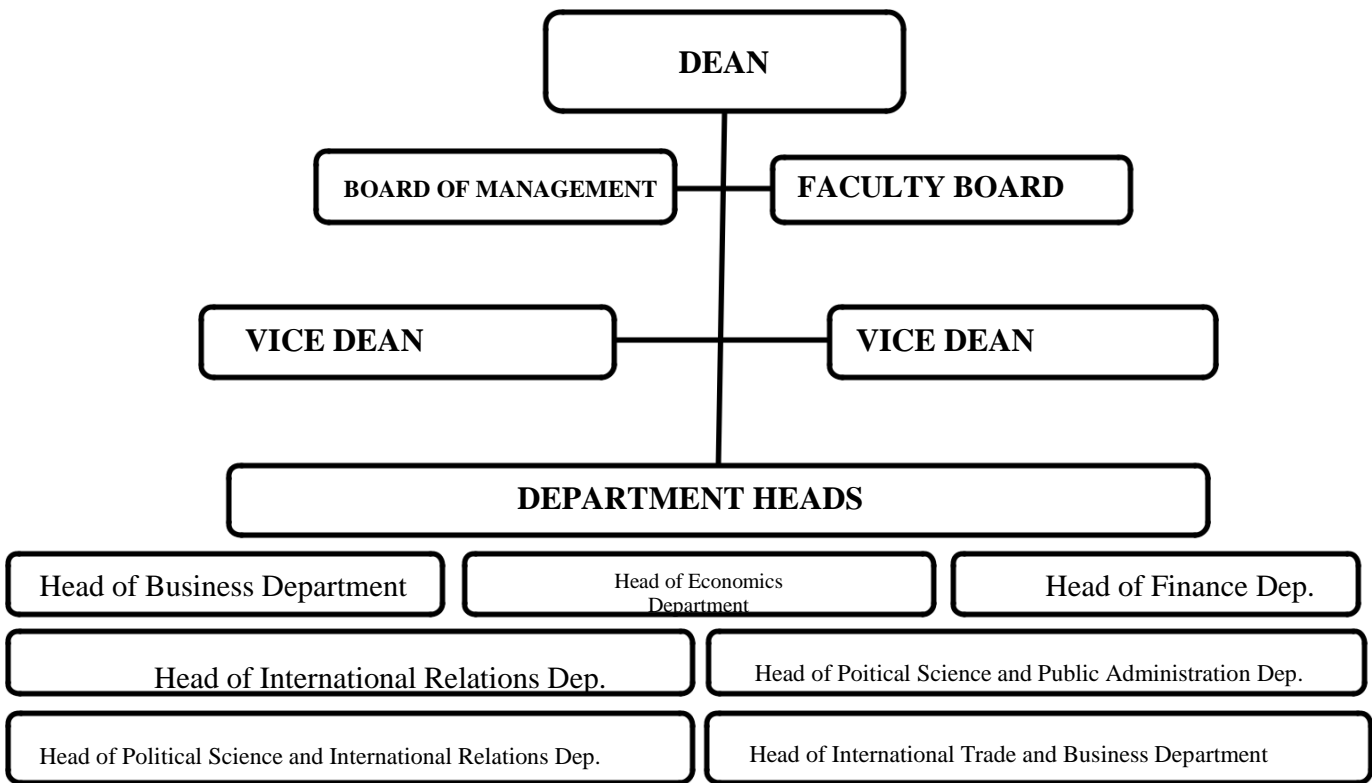 DEAN
BOARD OF MANAGEMENT
FACULTY BOARD
VICE DEAN
VICE DEAN
DEPARTMENT HEADS
Head of Business Department
Head of Economics
Department
Head of Finance Dep.
Head of International Relations Dep.
Head of Poitical Science and Public Administration Dep.
Head of Political Science and International Relations Dep.
Head of International Trade and Business Department